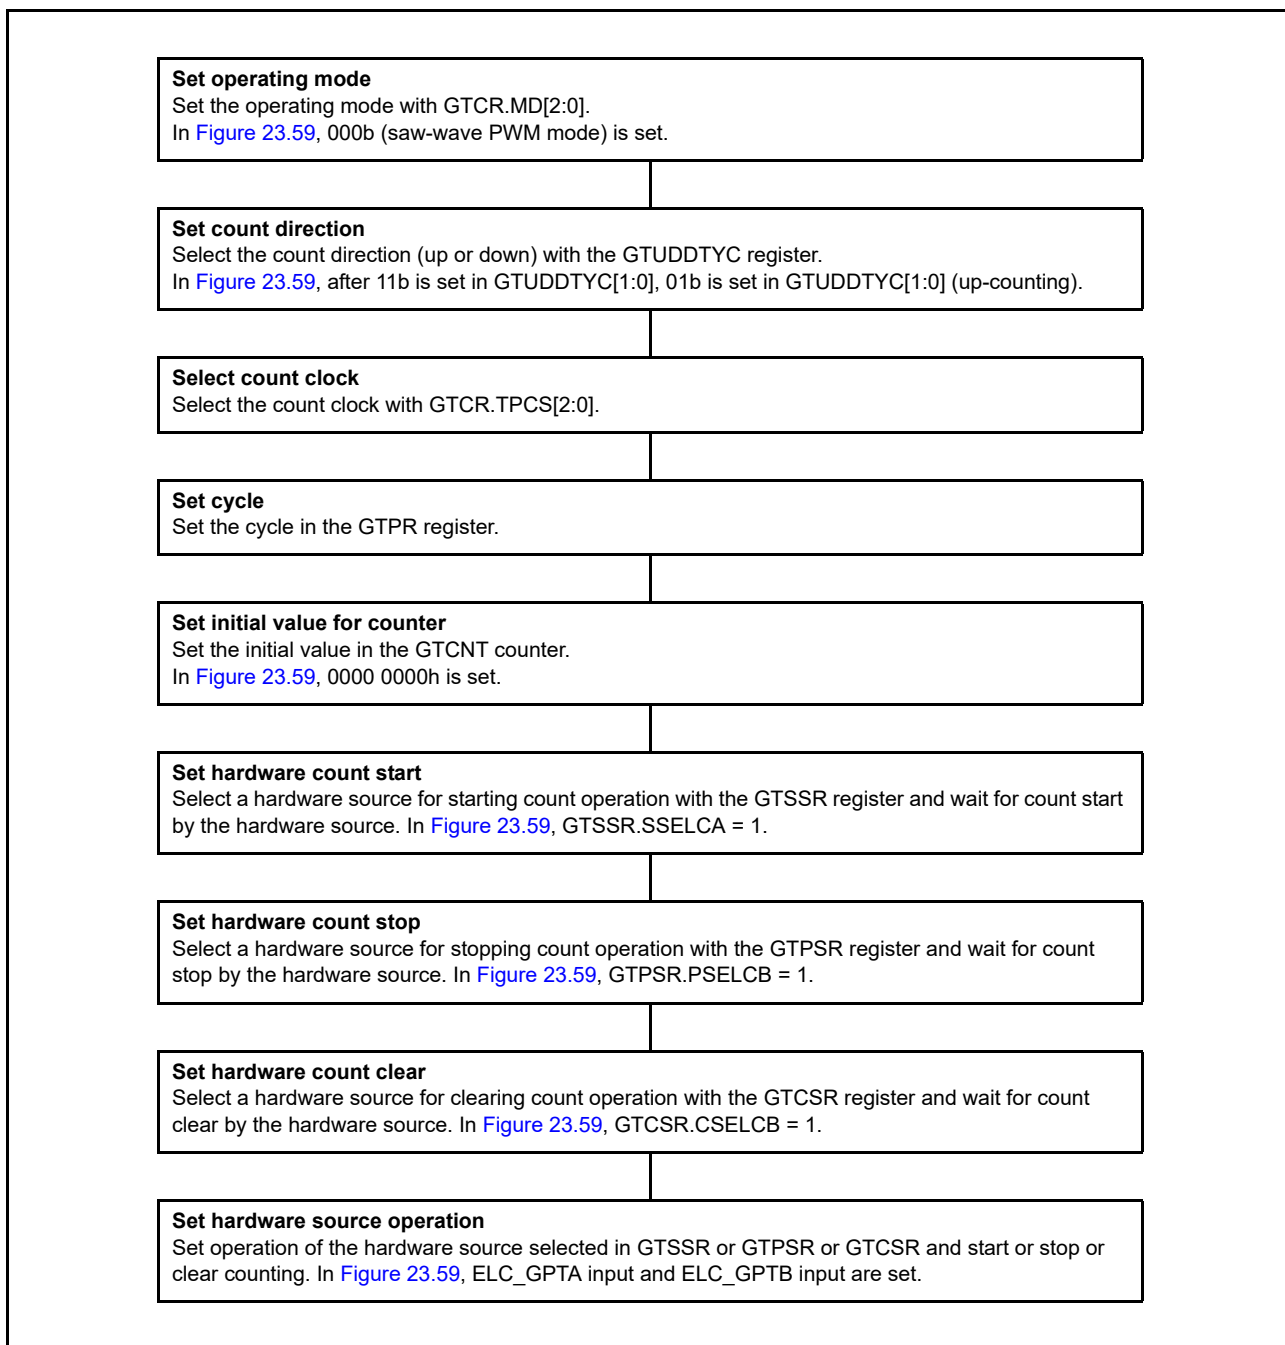 Set operating mode
Set the operating mode with GTCR.MD[2:0].
In Figure 23.59, 000b (saw-wave PWM mode) is set.
Set count direction
Select the count direction (up or down) with the GTUDDTYC register.
In Figure 23.59, after 11b is set in GTUDDTYC[1:0], 01b is set in GTUDDTYC[1:0] (up-counting).
Select count clock
Select the count clock with GTCR.TPCS[2:0].
Set cycle
Set the cycle in the GTPR register.
Set initial value for counter
Set the initial value in the GTCNT counter.
In Figure 23.59, 0000 0000h is set.
Set hardware count start
Select a hardware source for starting count operation with the GTSSR register and wait for count start
by the hardware source. In Figure 23.59, GTSSR.SSELCA = 1.
Set hardware count stop
Select a hardware source for stopping count operation with the GTPSR register and wait for count
stop by the hardware source. In Figure 23.59, GTPSR.PSELCB = 1.
Set hardware count clear
Select a hardware source for clearing count operation with the GTCSR register and wait for count
clear by the hardware source. In Figure 23.59, GTCSR.CSELCB = 1.
Set hardware source operation
Set operation of the hardware source selected in GTSSR or GTPSR or GTCSR and start or stop or
clear counting. In Figure 23.59, ELC_GPTA input and ELC_GPTB input are set.